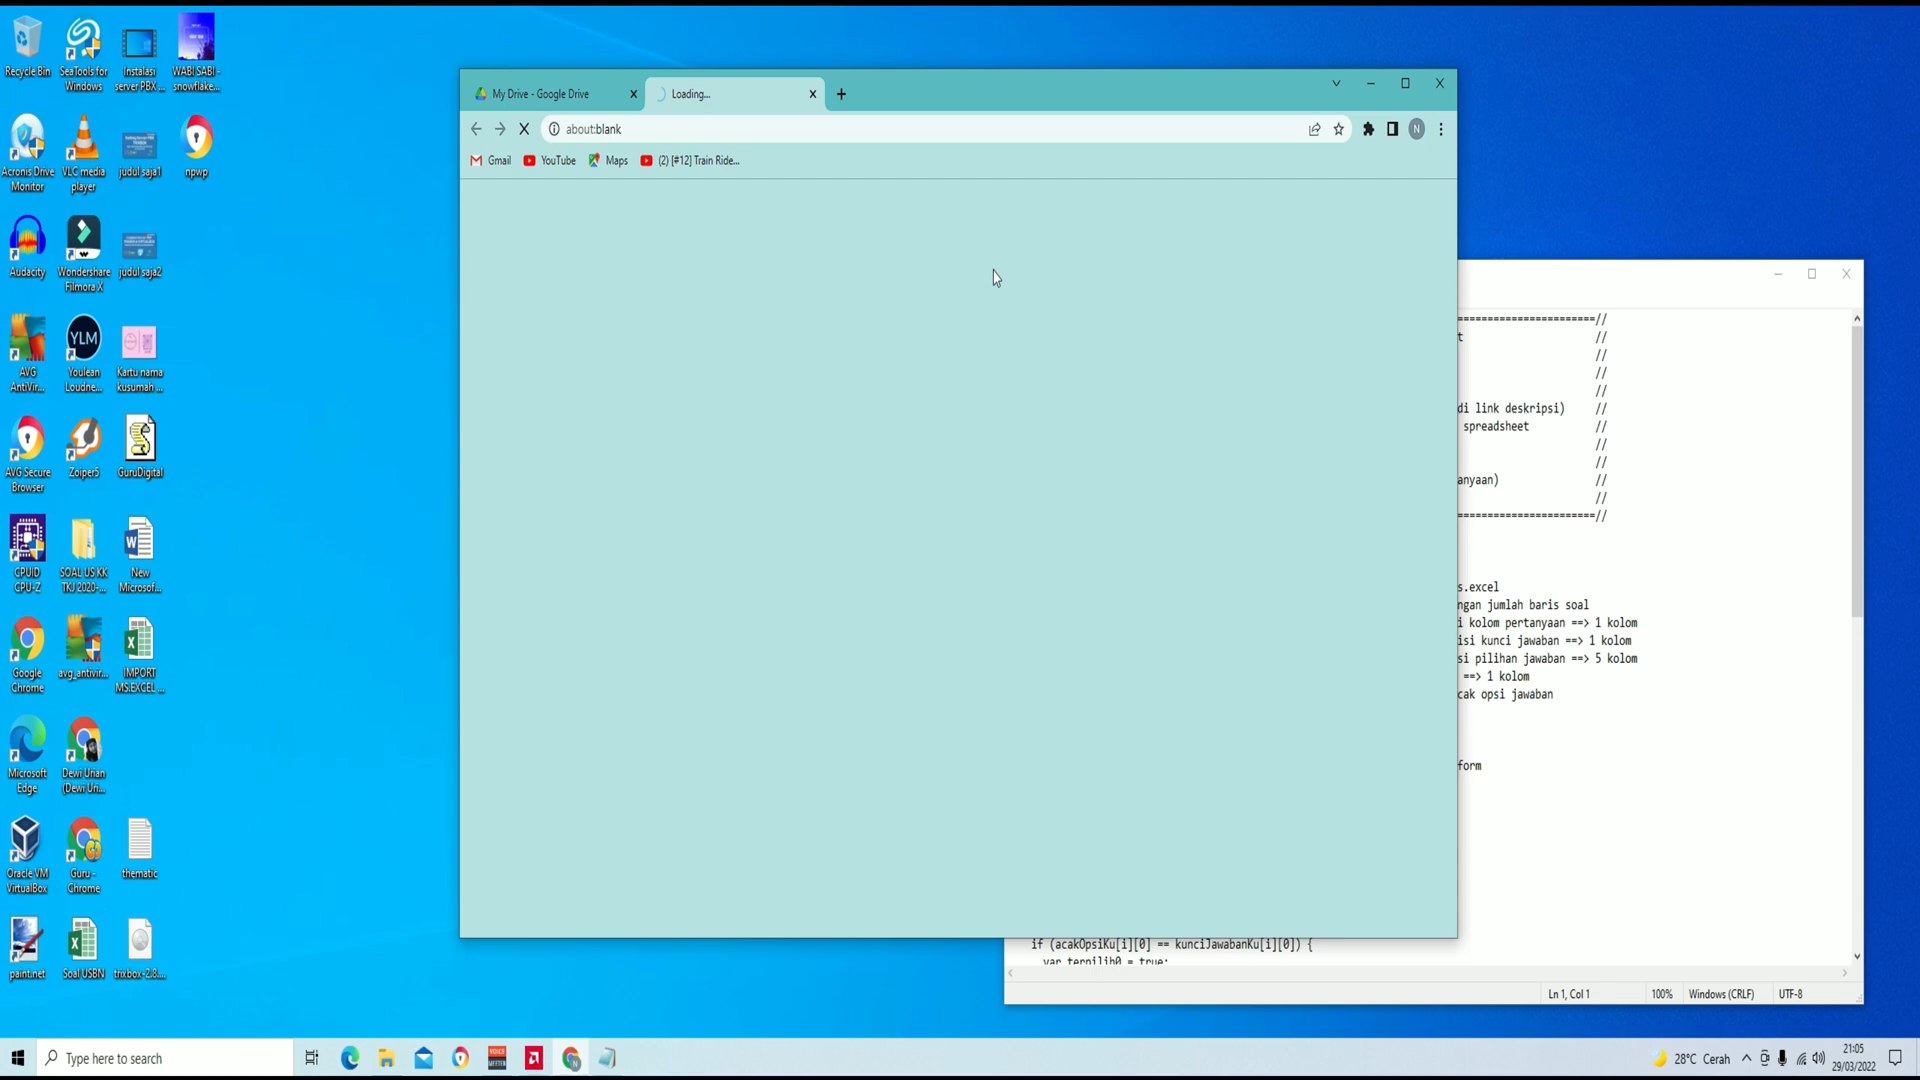 Recycle Bin
SeaTools for
Windows
Instalasi
server PBX ...
WABI SABI -
snowflake...
Acronis Drive
Monitor
VLC media
player
judul saja1
npwp
Audacity
Wondershare
Filmora X
judul saja2
AVG
AntiVir...
YLM
Youlean
Loudne...
Kartu nama
kusumah ...
AVG Secure
Browser
Zoiper5
GuruDigital
CPUID
CPU-Z
SOAL US KK
TKJ 2020-...
New
Microsof...
Google
Chrome
avg_antivir...
IMPORT
MS.EXCEL ...
Microsoft
Edge
Dewi Urian
(Dewi Uri...
Oracle VM
VirtualBox
Guru -
Chrome
thematic
paint.net
Soal USBN
trixbox-2.8....
My Drive - Google Drive
Loading...
about:blank
N
Gmail
YouTube
Maps
(2) [#12] Train Ride...
=======================//
t //
//
//
//
di link deskripsi) //
spreadsheet //
//
//
anyaan) //
//
=======================//
s.excel
ngan jumlah baris soal
i kolom pertanyaan ==> 1 kolom
isi kunci jawaban ==> 1 kolom
si pilihan jawaban ==> 5 kolom
==> 1 kolom
cak opsi jawaban
form
if (acakOpsiKu[i][0] == kunciJawabanKu[i][0]) {
var terpilih0 = true;
Ln 1, Col 1
100%
Windows (CRLF)
UTF-8
Type here to search
28°C Cerah
21:05
29/03/2022